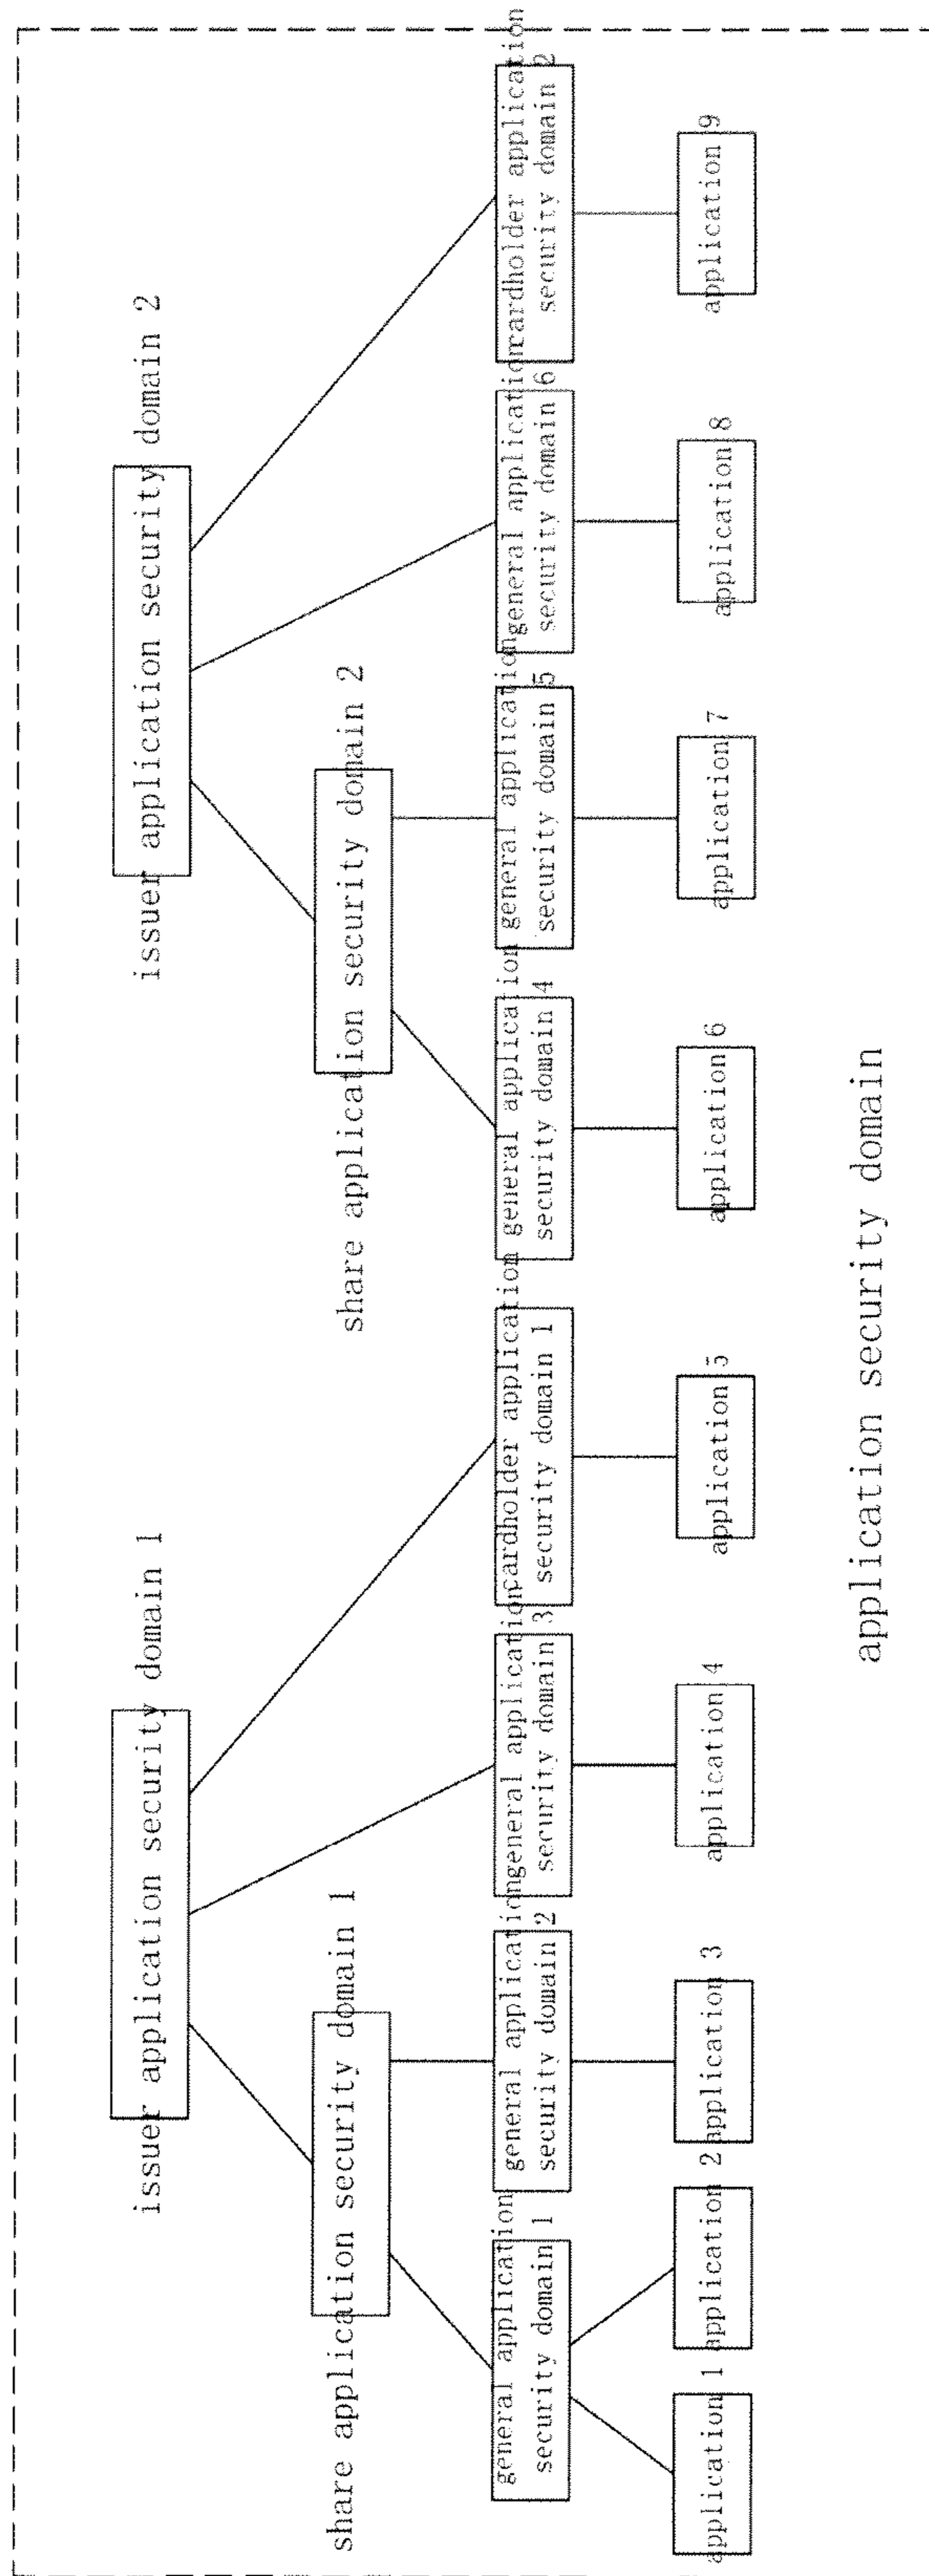 issuer application security domain 1
issuer application security domain 2
share application security domain 1
share application security domain 2
general application
security domain 1
general application
security domain 2
general application
security domain 3
cardholder application
security domain 1
general application
security domain 4
general application
security domain 5
general application
security domain 6
cardholder application
security domain 2
application 1
application 2
application 3
application 4
application 5
application 6
application 7
application 8
application 9
application security domain